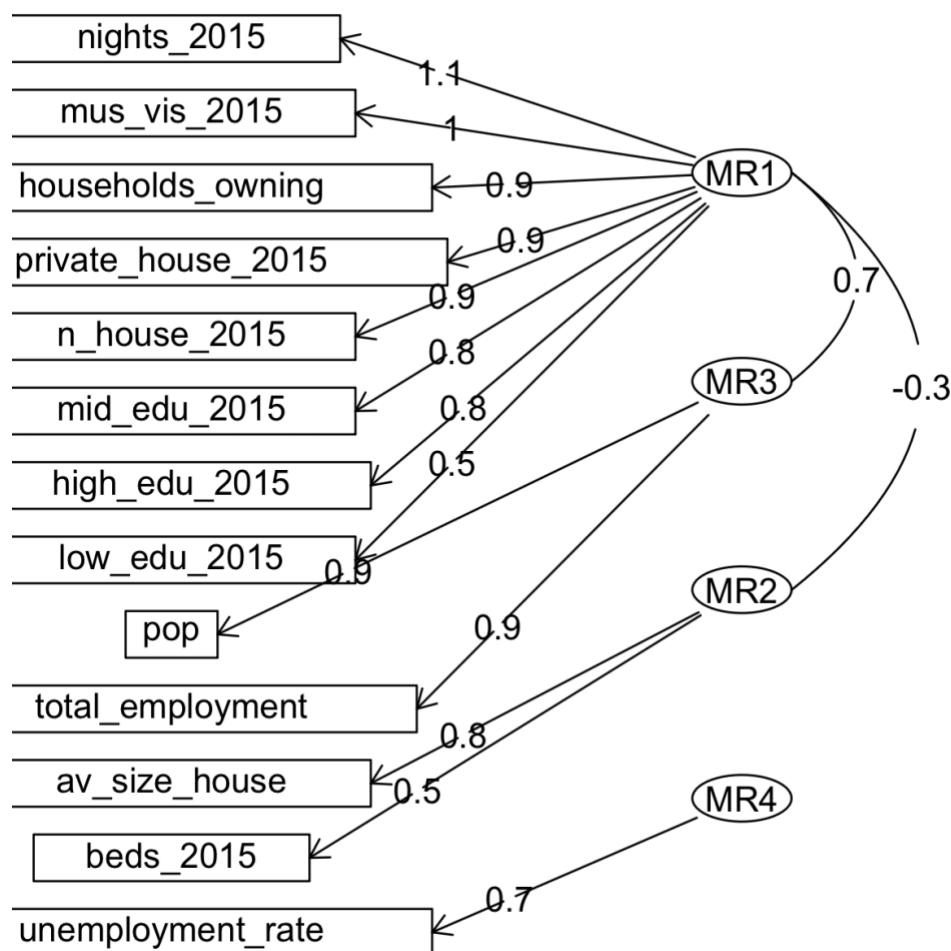 nights_2015
1.1
mus_vis_2015
1
MR1
households_owning
0.9
private_house_2015
0.9
0.7
0.9
n_house_2015
0.8
MR3
-0.3
mid_edu_2015
0.8
0.5
high_edu_2015
low_edu_2015
0.9
MR2
pop
0.9
total_employment
0.8
av_size_house
0.5
MR4
beds_2015
0.7
unemployment_rate